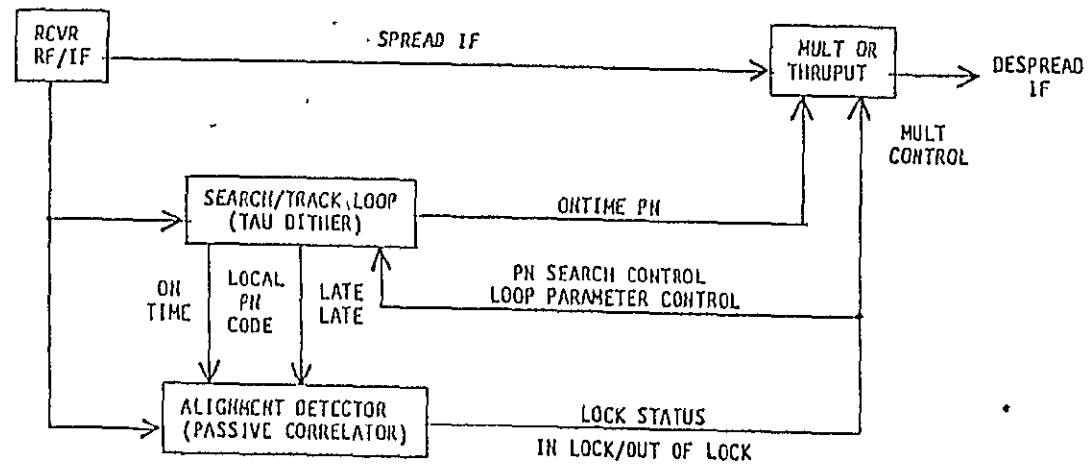 RCVR
RF/IF
SPREAD IF
MULT OR
THRUPUT
DESPREAD
IF
MULT
CONTROL
SEARCH/TRACK LOOP
(TAU DITHER)
ONTIME PN
ON
TIME
LOCAL
PN
CODE
LATE
LATE
PN SEARCH CONTROL
LOOP PARAMETER CONTROL
ALIGNMENT DETECTOR
(PASSIVE CORRELATOR)
LOCK STATUS
IN LOCK/OUT OF LOCK